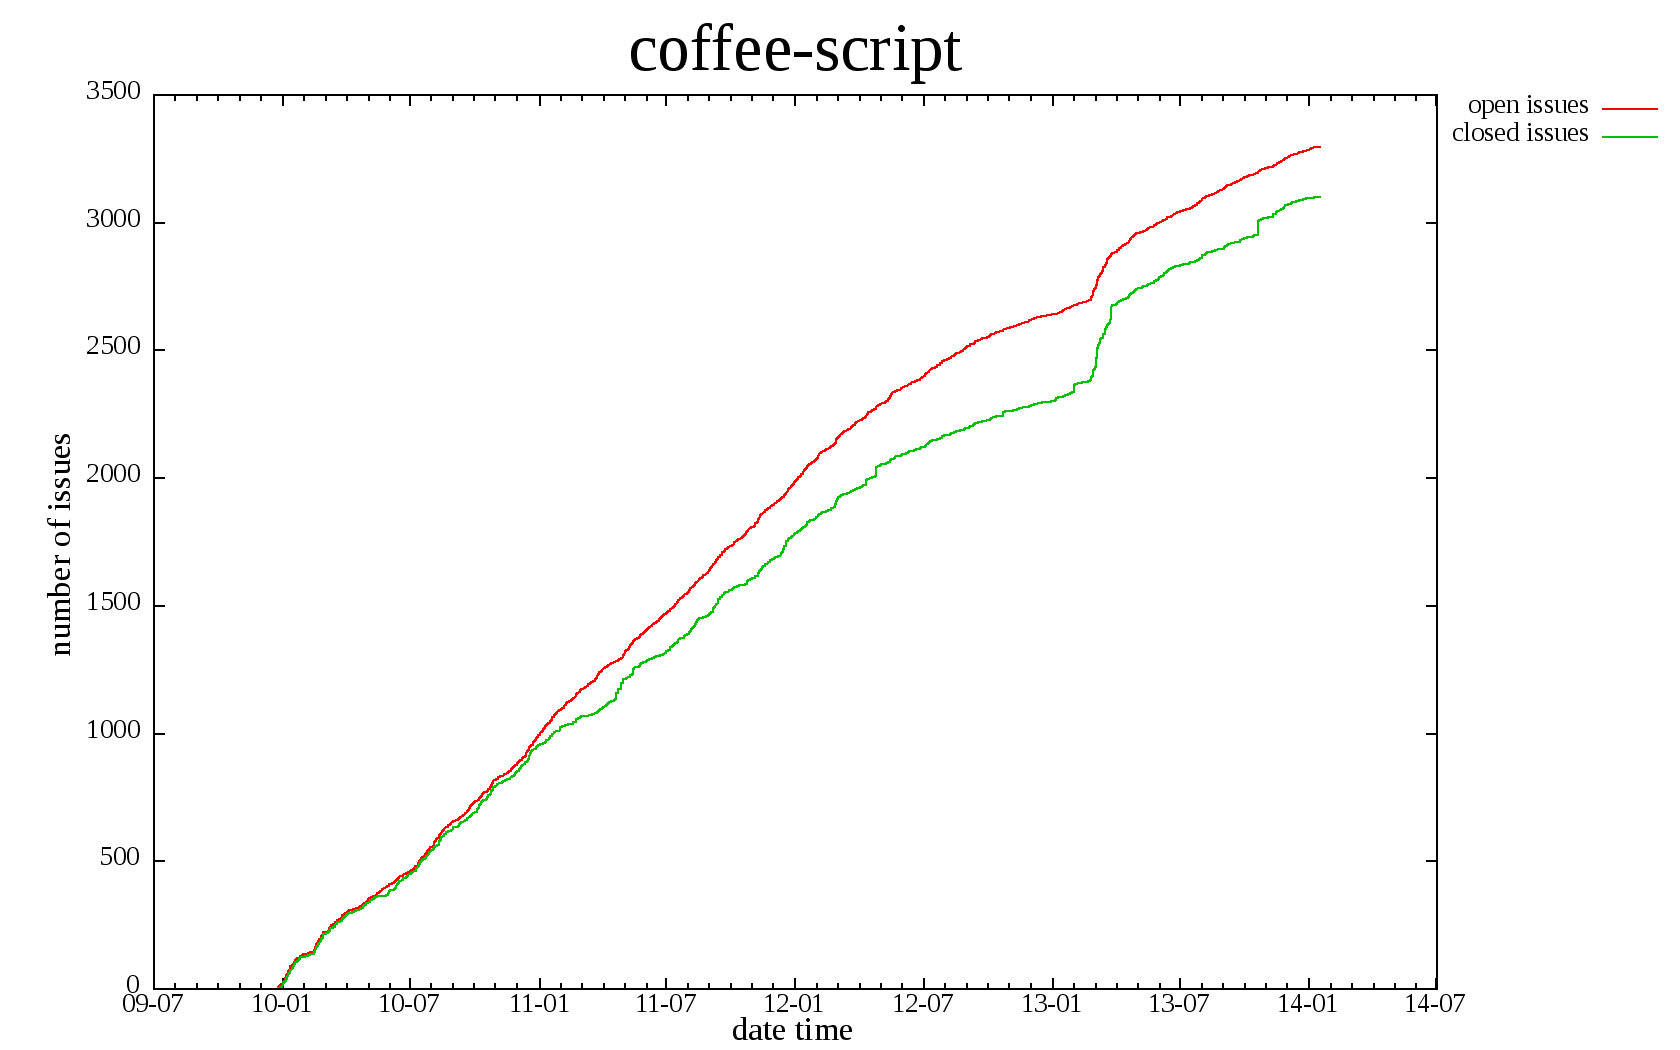 coffee-script
3500
3000
2500
2000
1500
1000
500
0
number of issues
09-07 10-01 10-07 11-01 11-07 12-01 12-07 13-01 13-07 14-01 14-07
date time
open issues
closed issues